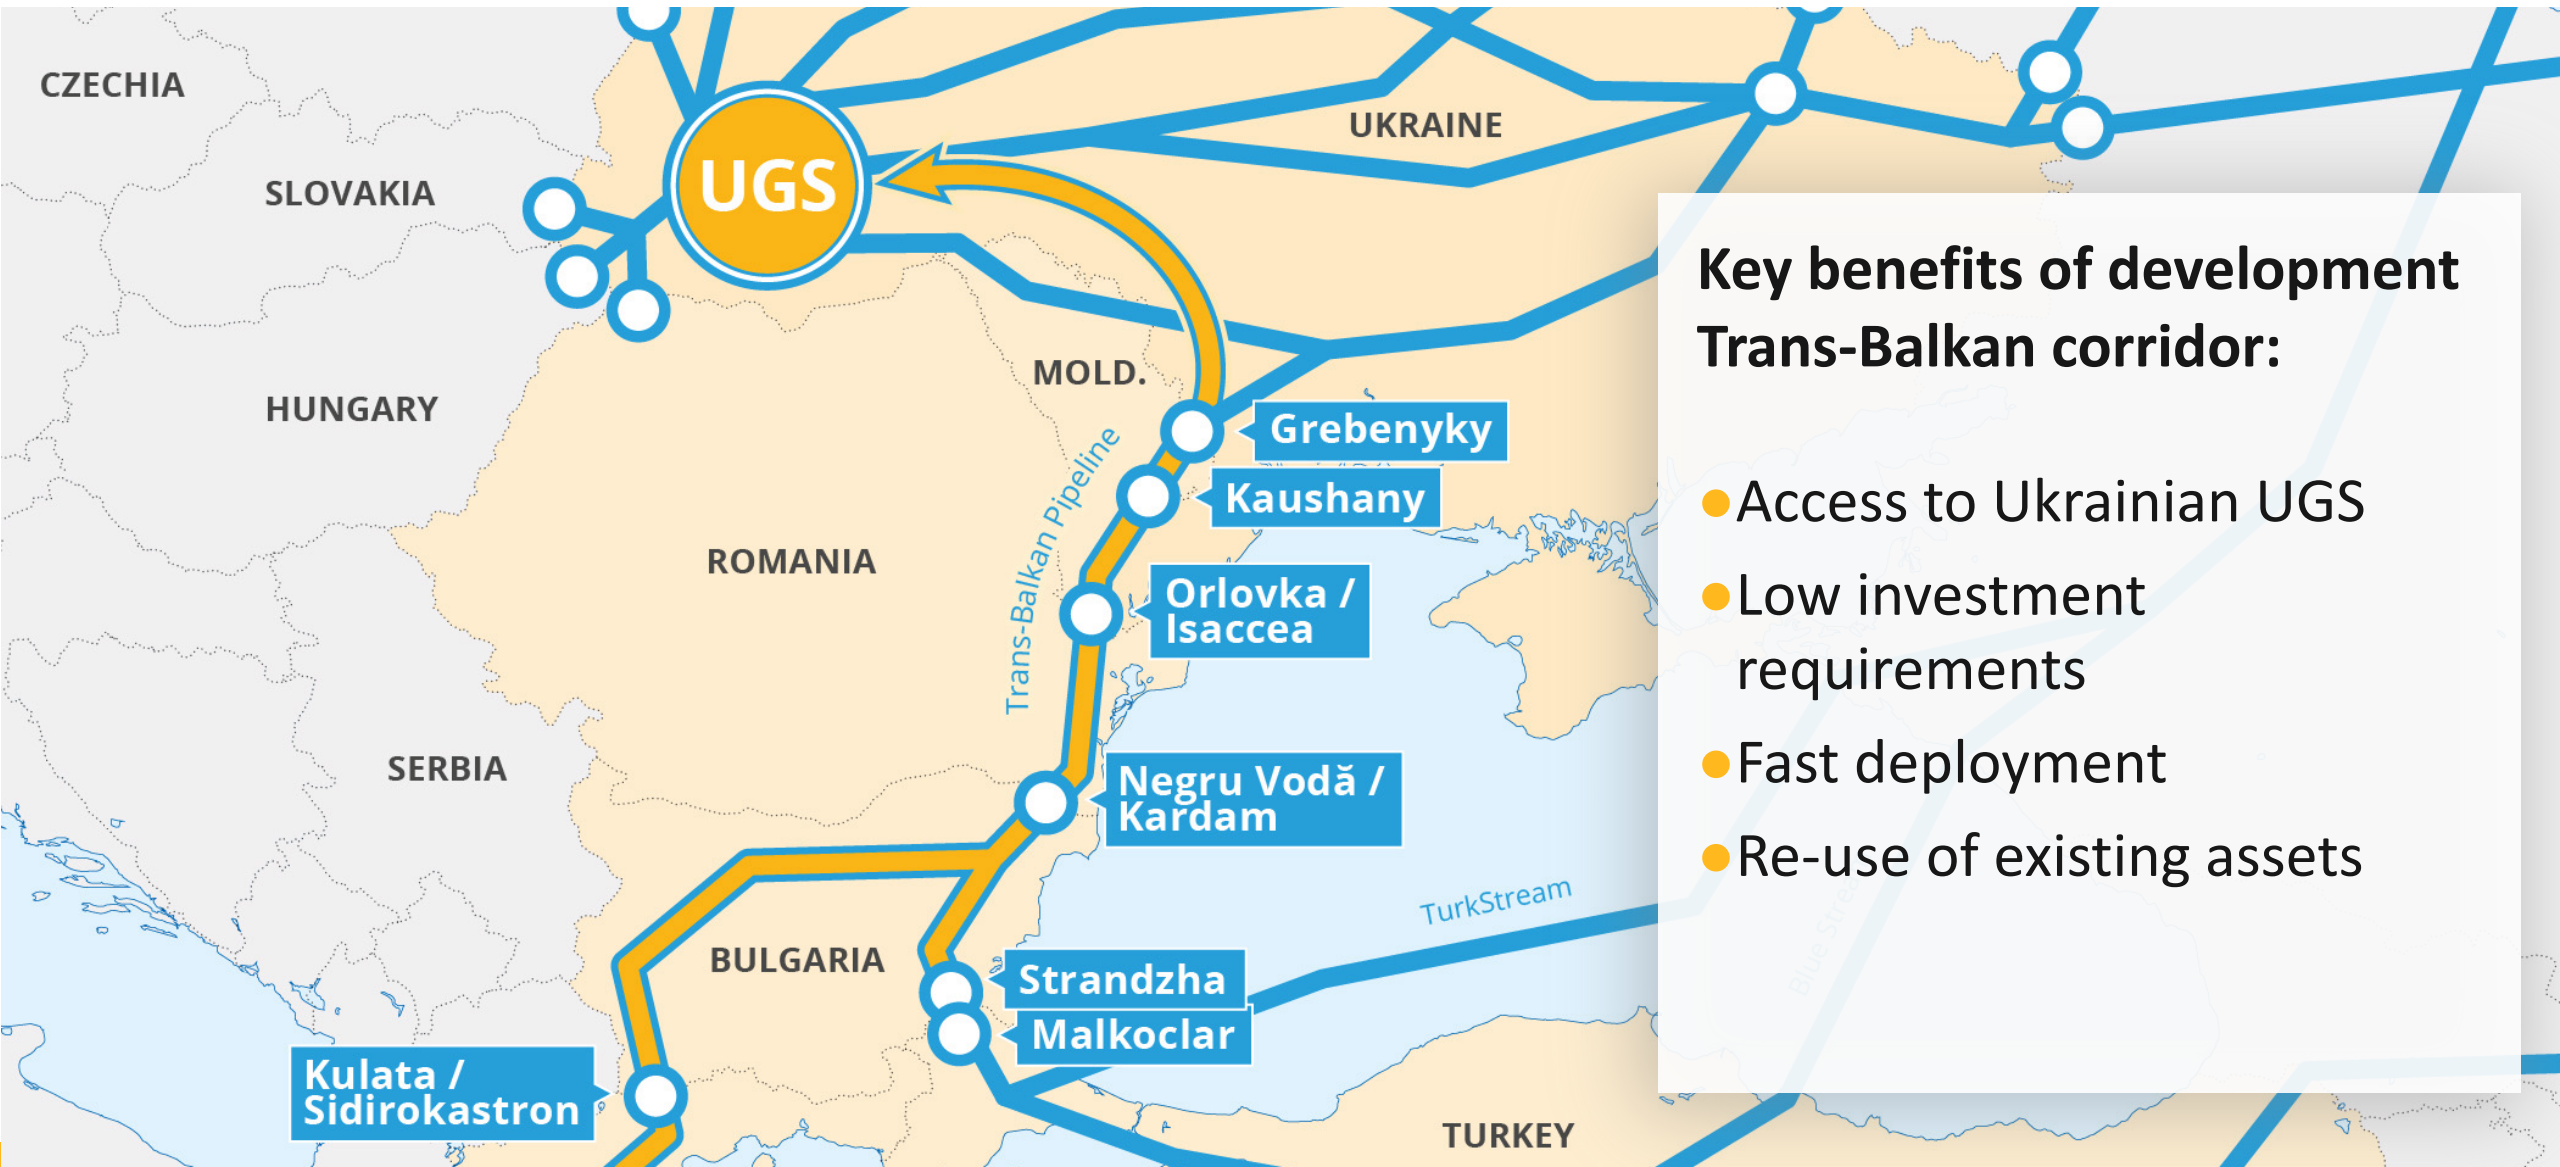 CZECHIA
UKRAINE
UGS
SLOVAKIA
MOLD.
HUNGARY
Grebenyky
Kaushany
Trans-Balkan Pipeline
ROMANIA
Orlovka /
Isaccea
SERBIA
Negru Vodă /
Kardam
TurkStream
BULGARIA
Strandzha
Malkoclar
Kulata /
Sidirokastron
TURKEY
Key benefits of development
Trans-Balkan corridor:
●Access to Ukrainian UGS
●Low investment
requirements
●Fast deployment
●Re-use of existing assets
Blue Stream